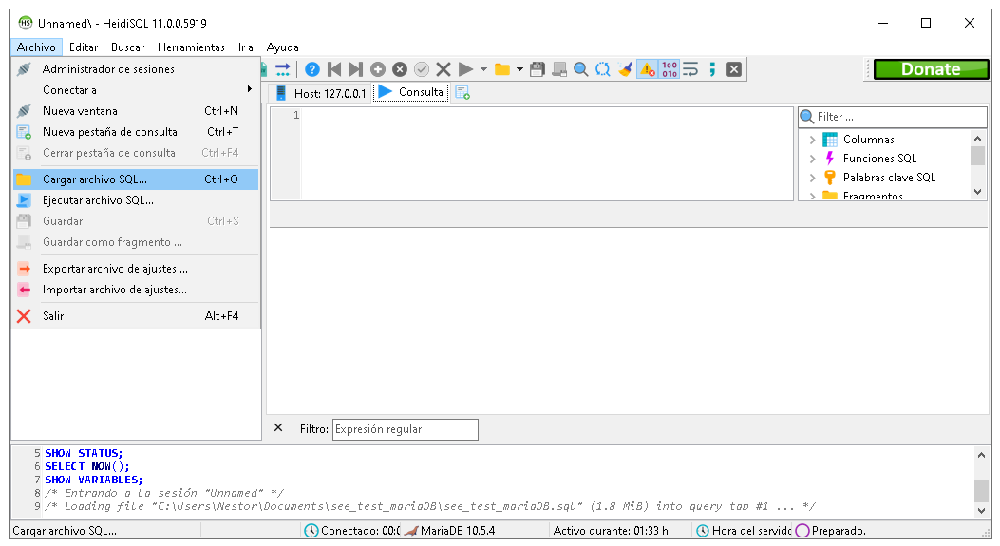 Unnamed\ - HeidiSQL 11.0.0.5919
Archivo Editar Buscar Herramientas Ir a Ayuda
Donate
Administrador de sesiones
Conectar a
Nueva ventana Ctrl+N
Nueva pestaña de consulta Ctrl+T
Cerrar pestaña de consulta Ctrl+F4
Cargar archivo SQL... Ctrl+O
Ejecutar archivo SQL...
Guardar Ctrl+S
Guardar como fragmento ...
Exportar archivo de ajustes ...
Importar archivo de ajustes...
Salir Alt+F4
Host: 127.0.0.1 Consulta
1
Filter ...
Columnas
Funciones SQL
Palabras clave SQL
Fragmentos
Filtro: Expresión regular
5 SHOW STATUS;
6 SELECT NOW();
7 SHOW VARIABLES;
8 /* Entrando a la sesión "Unnamed" */
9 /* Loading file "C:\Users\Nestor\Documents\see_test_mariaDB\see_test_mariaDB.sql" (1.8 MiB) into query tab #1 ... */
Cargar archivo SQL... Conectado: 00:0 MariaDB 10.5.4 Activo durante: 01:33 h Hora del servido Preparado.